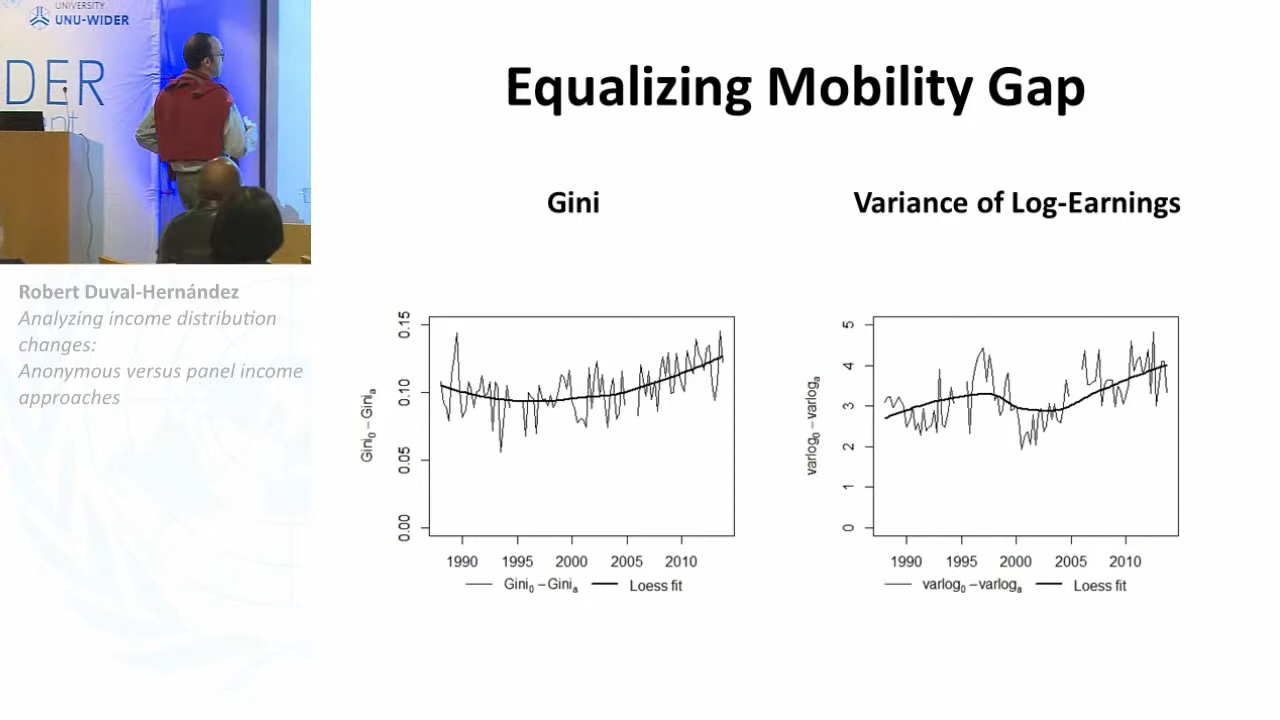 UNIVERSITY
UNU-WIDER
DER
ent
Robert Duval-Hernández
Analyzing income distribution
changes:
Anonymous versus panel income
approaches
Equalizing Mobility Gap
Gini
Variance of Log-Earnings
Gini₀ – Giniₐ
0.15
0.10
0.05
0.00
1990 1995 2000 2005 2010
Gini₀ – Giniₐ Loess fit
varlog₀ – varlogₐ
5
4
3
2
1
0
1990 1995 2000 2005 2010
varlog₀ – varlogₐ Loess fit